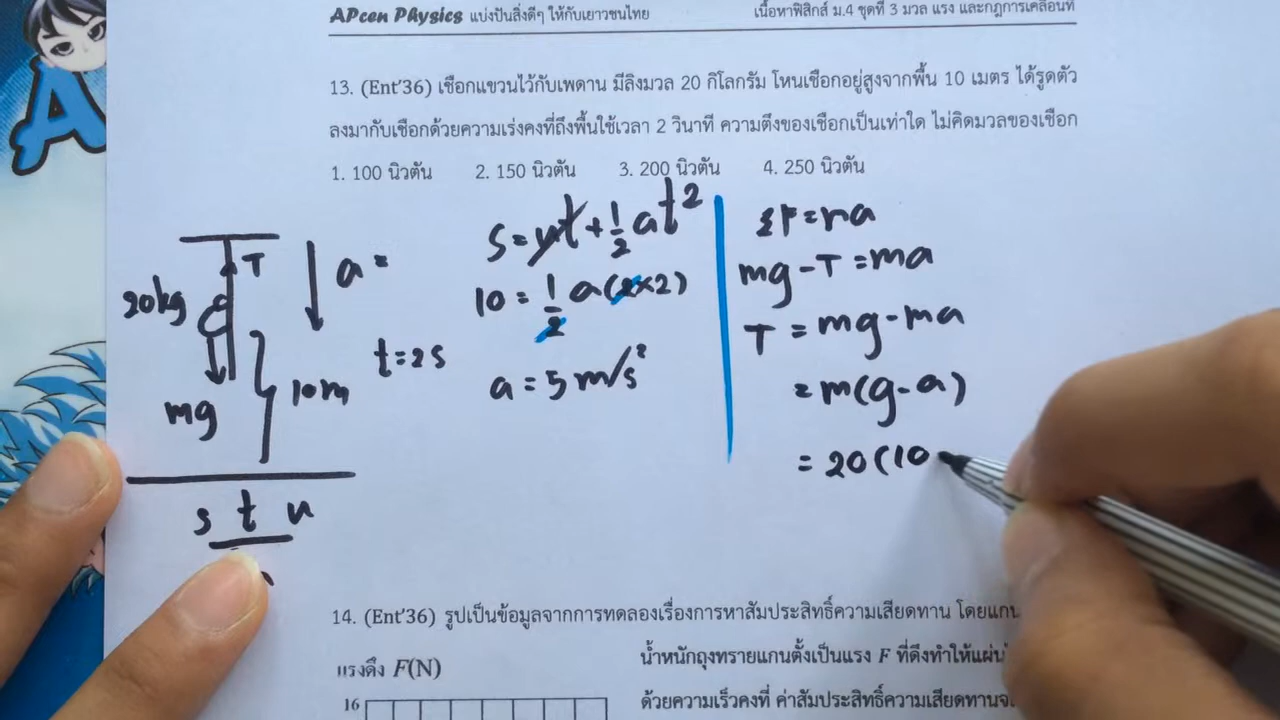 APcen Physics แบ่งปันสิ่งดีๆ ให้กับเยาวชนไทย
เนื้อหาฟิสิกส์ ม.4 ชุดที่ 3 มวล แรง และกฎการเคลื่อนที่
13. (Ent'36) เชือกแขวนไว้กับเพดาน มีลิงมวล 20 กิโลกรัม โหนเชือกอยู่สูงจากพื้น 10 เมตร ได้รูดตัว
ลงมากับเชือกด้วยความเร่งคงที่ถึงพื้นใช้เวลา 2 วินาที ความตึงของเชือกเป็นเท่าใด ไม่คิดมวลของเชือก
1. 100 นิวตัน 2. 150 นิวตัน 3. 200 นิวตัน 4. 250 นิวตัน
A
T
a =
20kg
t=2s
10m
mg
s t u
s=ut+½at²
10 = ½a(2×2)
a = 5 m/s²
ΣF=ma
mg-T=ma
T = mg-ma
= m(g-a)
= 20(10
14. (Ent'36) รูปเป็นข้อมูลจากการทดลองเรื่องการหาสัมประสิทธิ์ความเสียดทาน โดยแกน
แรงดึง F(N)
น้ำหนักถุงทรายแกนตั้งเป็นแรง F ที่ดึงทำให้แผ่น
ด้วยความเร็วคงที่ ค่าสัมประสิทธิ์ความเสียดทาน
16